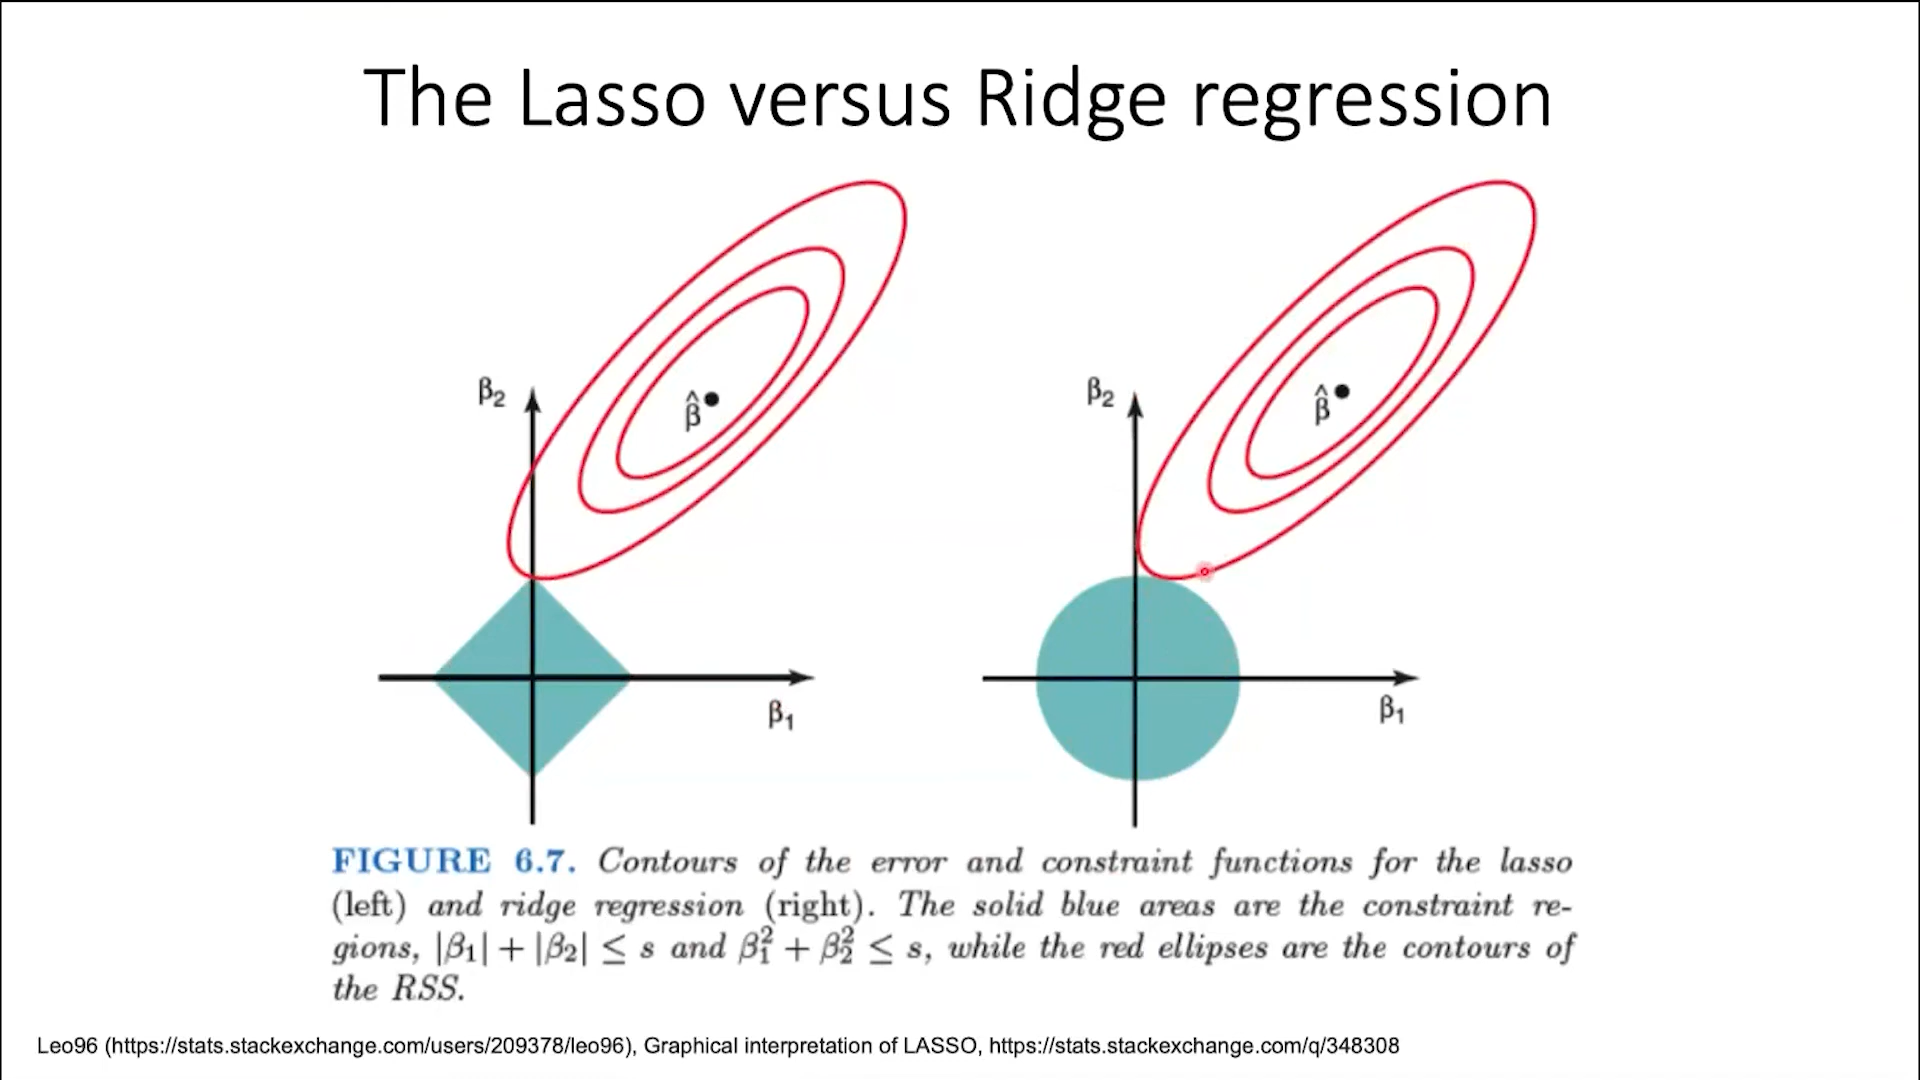 The Lasso versus Ridge regression
β₂
β̂
β₁
β₂
β̂
β₁
FIGURE 6.7. Contours of the error and constraint functions for the lasso
(left) and ridge regression (right). The solid blue areas are the constraint re-
gions, |β₁| + |β₂| ≤ s and β₁² + β₂² ≤ s, while the red ellipses are the contours of
the RSS.
Leo96 (https://stats.stackexchange.com/users/209378/leo96), Graphical interpretation of LASSO, https://stats.stackexchange.com/q/348308